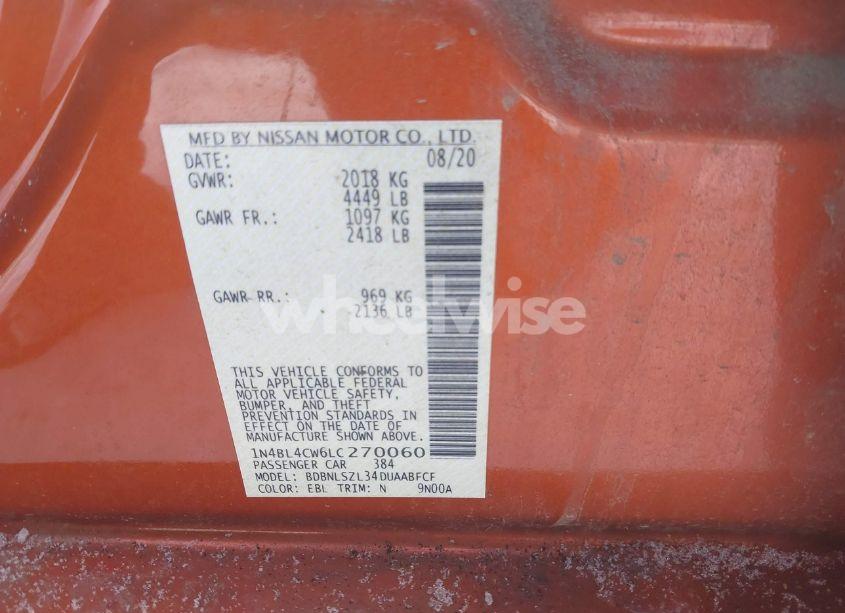 MFD BY NISSAN MOTOR CO., LTD.
DATE: 08/20
GVWR: 2018 KG
4449 LB
GAWR FR.: 1097 KG
2418 LB
GAWR RR.: 969 KG
2136 LB
wheelwise
THIS VEHICLE CONFORMS TO
ALL APPLICABLE FEDERAL
MOTOR VEHICLE SAFETY,
BUMPER, AND THEFT
PREVENTION STANDARDS IN
EFFECT ON THE DATE OF
MANUFACTURE SHOWN ABOVE.
1N4BL4CW6LC270060
PASSENGER CAR 384
MODEL: BDBNLSZL34DUAABFCF
COLOR: EBL TRIM: N 9N00A